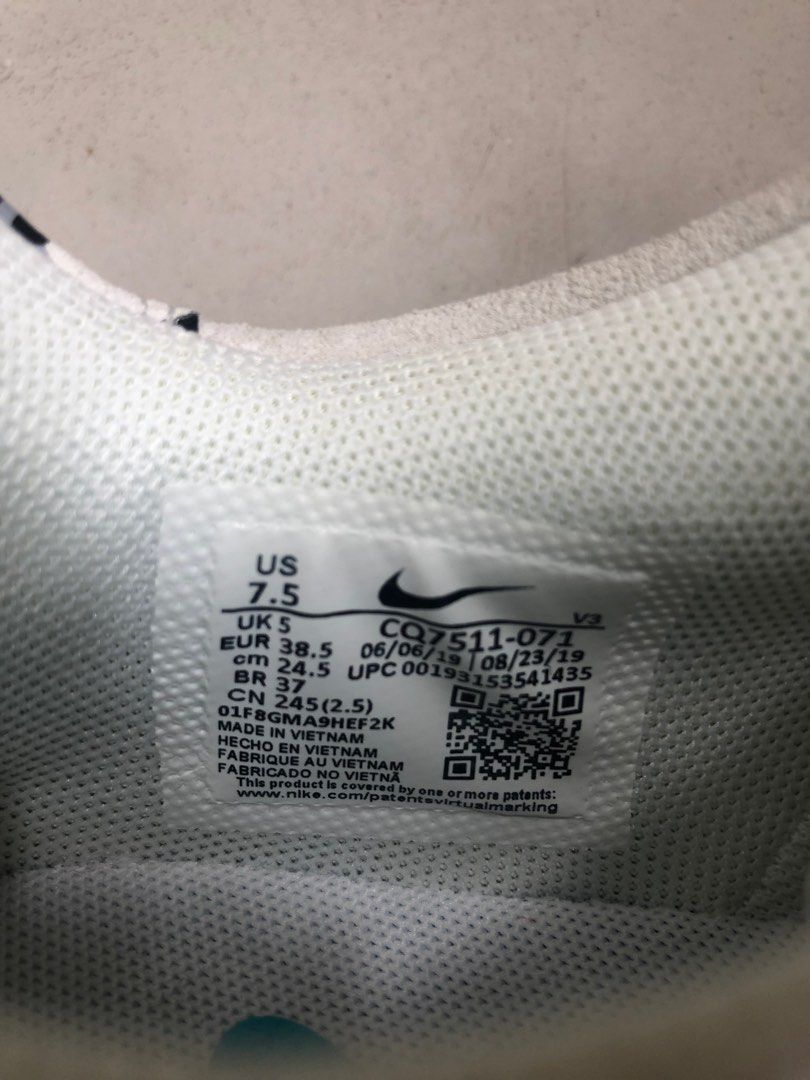 US
7.5
V3
UK 5
CQ7511-071
EUR 38.5
06/06/19 | 08/23/19
cm 24.5
UPC 00193153541435
BR 37
CN 245(2.5)
01F8GMA9HEF2K
MADE IN VIETNAM
HECHO EN VIETNAM
FABRIQUE AU VIETNAM
FABRICADO NO VIETNÃ
This product is covered by one or more patents:
www.nike.com/patentsvirtualmarking